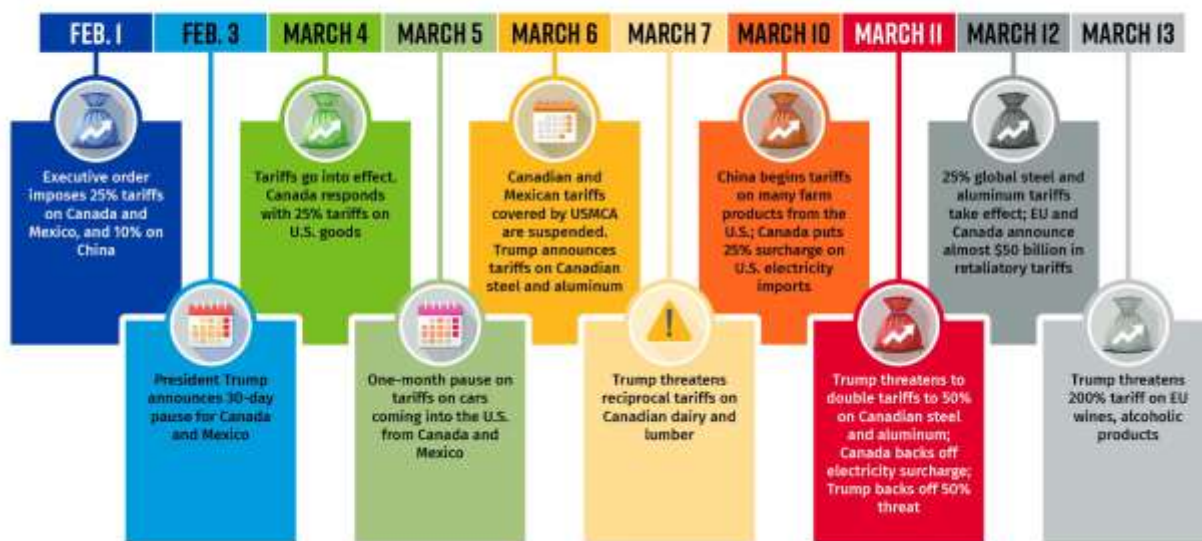 FEB. 1
FEB. 3
MARCH 4
MARCH 5
MARCH 6
MARCH 7
MARCH 10
MARCH 11
MARCH 12
MARCH 13
Executive order
imposes 25% tariffs
on Canada and
Mexico, and 10% on
China
President Trump
announces 30-day
pause for Canada
and Mexico
Tariffs go into effect.
Canada responds
with 25% tariffs on
U.S. goods
One-month pause on
tariffs on cars
coming into the U.S.
from Canada and
Mexico
Canadian and
Mexican tariffs
covered by USMCA
are suspended.
Trump announces
tariffs on Canadian
steel and aluminum
Trump threatens
reciprocal tariffs on
Canadian dairy and
lumber
China begins tariffs
on many farm
products from the
U.S.; Canada puts
25% surcharge on
U.S. electricity
imports
Trump threatens to
double tariffs to 50%
on Canadian steel
and aluminum;
Canada backs off
electricity surcharge;
Trump backs off 50%
threat
25% global steel and
aluminum tariffs
take effect; EU and
Canada announce
almost $50 billion in
retaliatory tariffs
Trump threatens
200% tariff on EU
wines, alcoholic
products